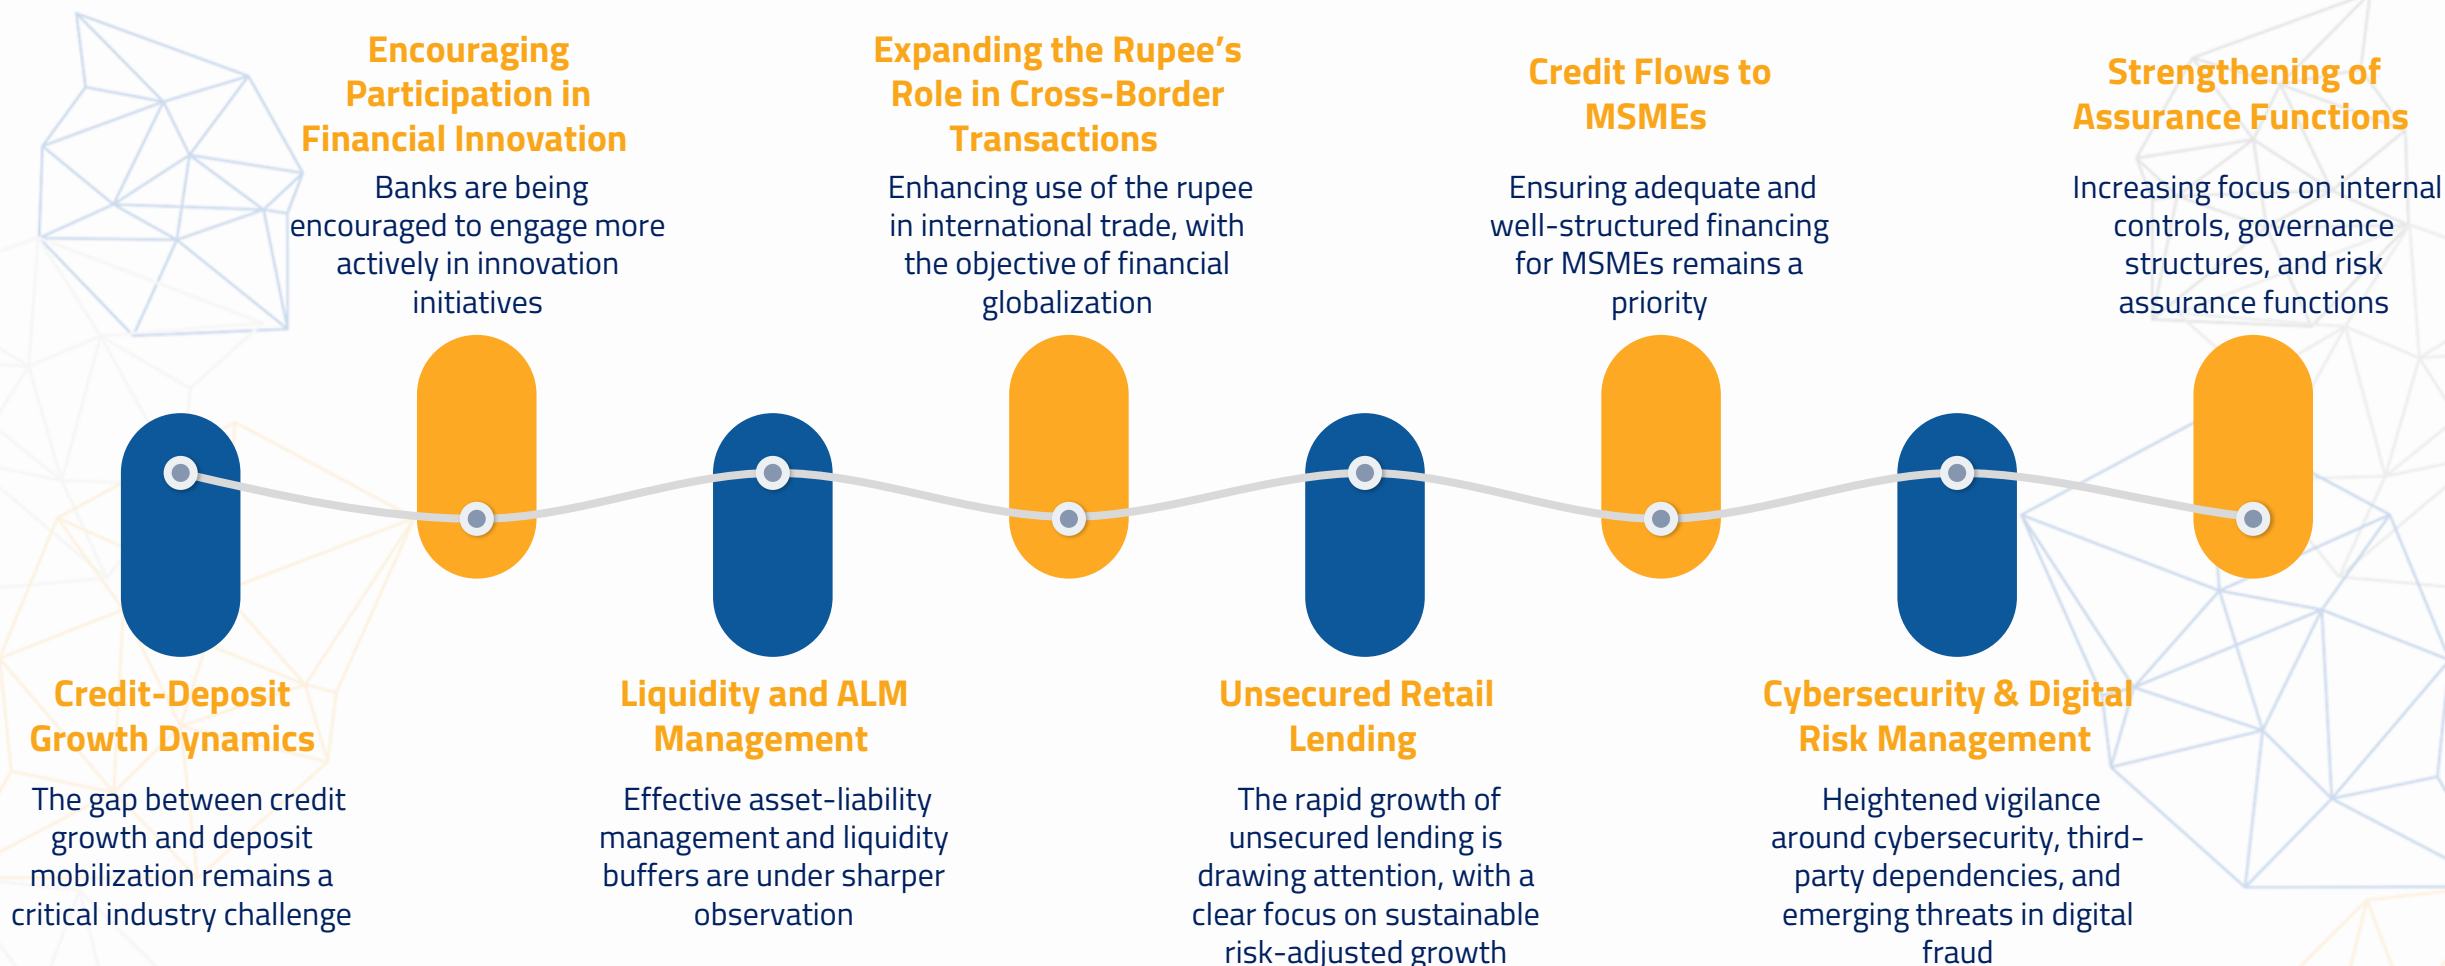 Encouraging
Participation in
Financial Innovation
Banks are being
encouraged to engage more
actively in innovation
initiatives
Expanding the Rupee’s
Role in Cross-Border
Transactions
Enhancing use of the rupee
in international trade, with
the objective of financial
globalization
Credit Flows to
MSMEs
Ensuring adequate and
well-structured financing
for MSMEs remains a
priority
Strengthening of
Assurance Functions
Increasing focus on internal
controls, governance
structures, and risk
assurance functions
Credit-Deposit
Growth Dynamics
The gap between credit
growth and deposit
mobilization remains a
critical industry challenge
Liquidity and ALM
Management
Effective asset-liability
management and liquidity
buffers are under sharper
observation
Unsecured Retail
Lending
The rapid growth of
unsecured lending is
drawing attention, with a
clear focus on sustainable
risk-adjusted growth
Cybersecurity & Digital
Risk Management
Heightened vigilance
around cybersecurity, third-
party dependencies, and
emerging threats in digital
fraud